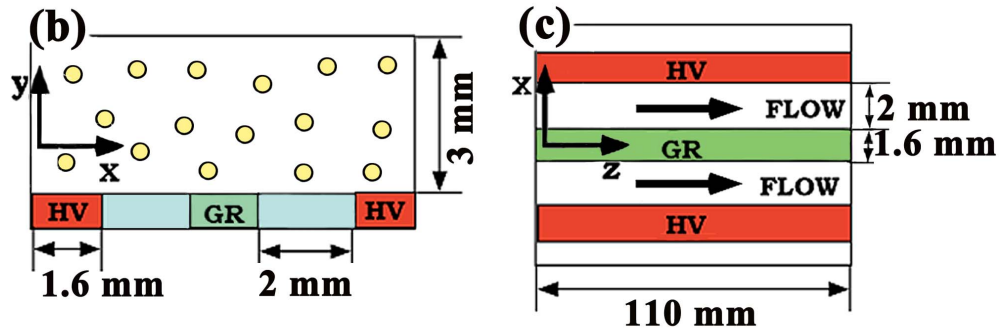 (b)
y
x
3 mm
HV
GR
HV
1.6 mm
2 mm
(c)
HV
x
FLOW
2 mm
GR
1.6 mm
z
FLOW
HV
110 mm